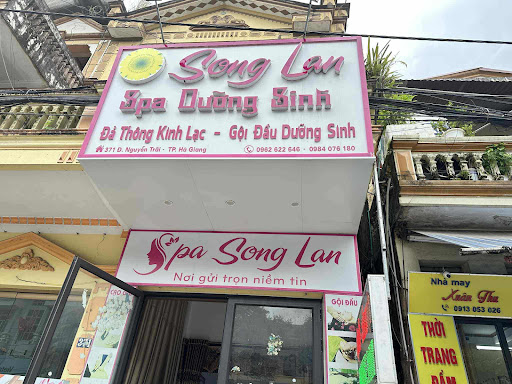 Song Lan
Spa Dưỡng Sinh
Đả Thông Kinh Lạc - Gội Đầu Dưỡng Sinh
371 Đ. Nguyễn Trãi - TP. Hà Giang
0962 622 646 - 0984 076 180
Spa Song Lan
Nơi gửi trọn niềm tin
GỘI ĐẦU
Nhà may
Xuân Thu
0913 053 626
THỜI
TRANG